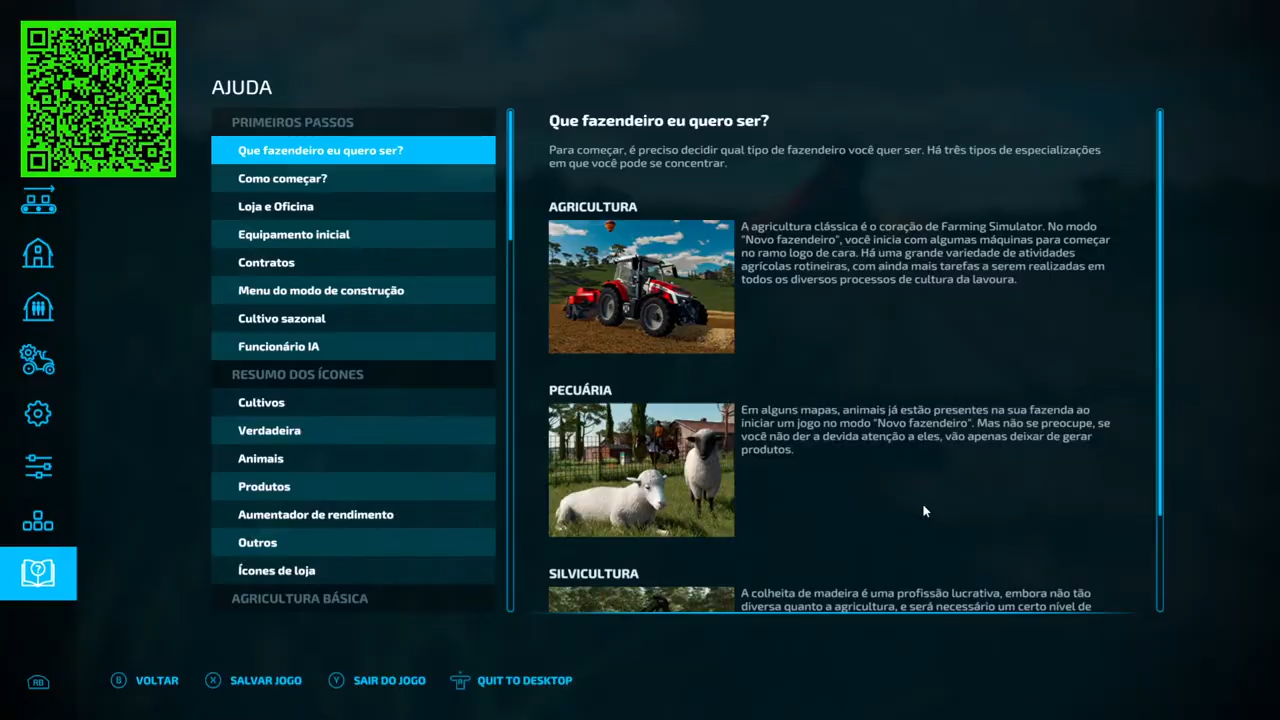 AJUDA
PRIMEIROS PASSOS
Que fazendeiro eu quero ser?
Como começar?
Loja e Oficina
Equipamento inicial
Contratos
Menu do modo de construção
Cultivo sazonal
Funcionário IA
RESUMO DOS ÍCONES
Cultivos
Verdadeira
Animais
Produtos
Aumentador de rendimento
Outros
Ícones de loja
AGRICULTURA BÁSICA
Que fazendeiro eu quero ser?
Para começar, é preciso decidir qual tipo de fazendeiro você quer ser. Há três tipos de especializações
em que você pode se concentrar.
AGRICULTURA
A agricultura clássica é o coração de Farming Simulator. No modo
"Novo fazendeiro", você inicia com algumas máquinas para começar
no ramo logo de cara. Há uma grande variedade de atividades
agrícolas rotineiras, com ainda mais tarefas a serem realizadas em
todos os diversos processos de cultura da lavoura.
PECUÁRIA
Em alguns mapas, animais já estão presentes na sua fazenda ao
iniciar um jogo no modo "Novo fazendeiro". Mas não se preocupe, se
você não der a devida atenção a eles, vão apenas deixar de gerar
produtos.
SILVICULTURA
A colheita de madeira é uma profissão lucrativa, embora não tão
diversa quanto a agricultura, e será necessário um certo nível de
RB
B VOLTAR
X SALVAR JOGO
Y SAIR DO JOGO
QUIT TO DESKTOP